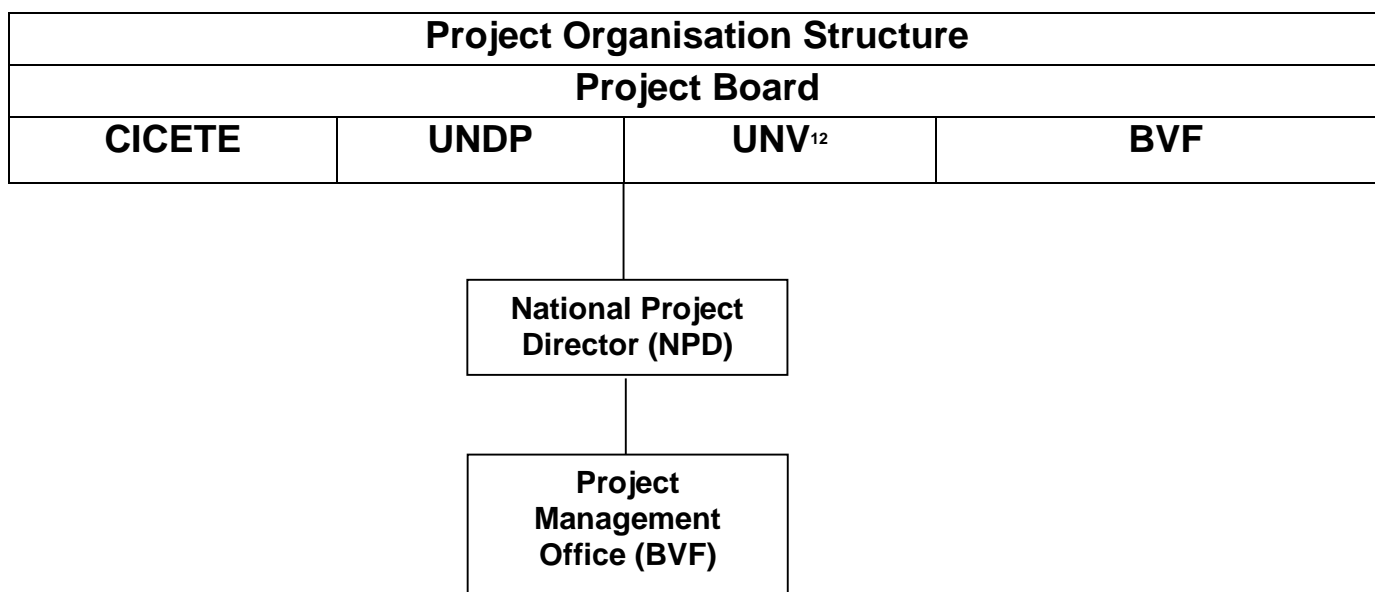 Project Organisation Structure
Project Board
CICETE UNDP UNV12 BVF
National Project
Director (NPD)
Project
Management
Office (BVF)